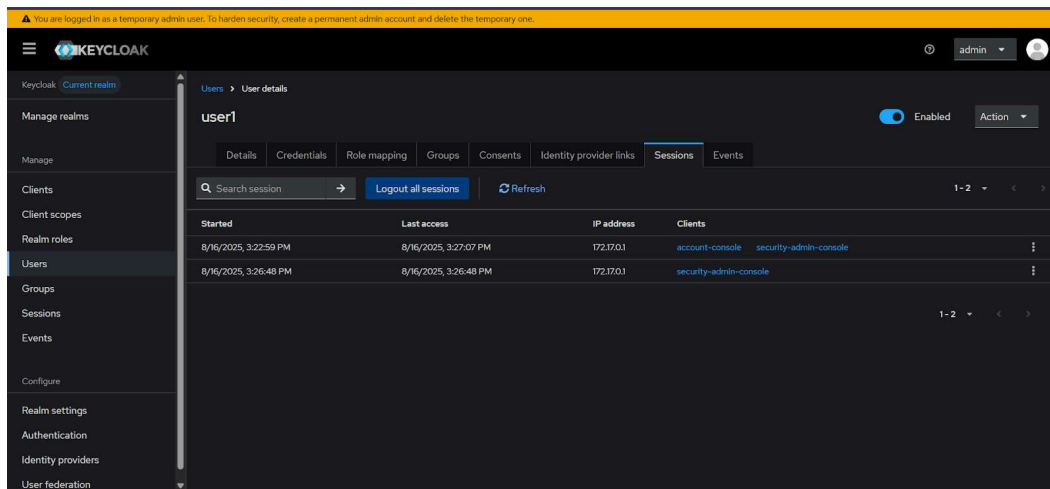 You are logged in as a temporary admin user. To harden security, create a permanent admin account and delete the temporary one.
KEYCLOAK
admin
Keycloak Current realm
Manage realms
Manage
Clients
Client scopes
Realm roles
Users
Groups
Sessions
Events
Configure
Realm settings
Authentication
Identity providers
User federation
Users > User details
user1
Enabled
Action
Details Credentials Role mapping Groups Consents Identity provider links Sessions Events
Search session Logout all sessions Refresh 1-2
Started Last access IP address Clients
8/16/2025, 3:22:59 PM 8/16/2025, 3:27:07 PM 172.17.0.1 account-console security-admin-console
8/16/2025, 3:26:48 PM 8/16/2025, 3:26:48 PM 172.17.0.1 security-admin-console
1-2